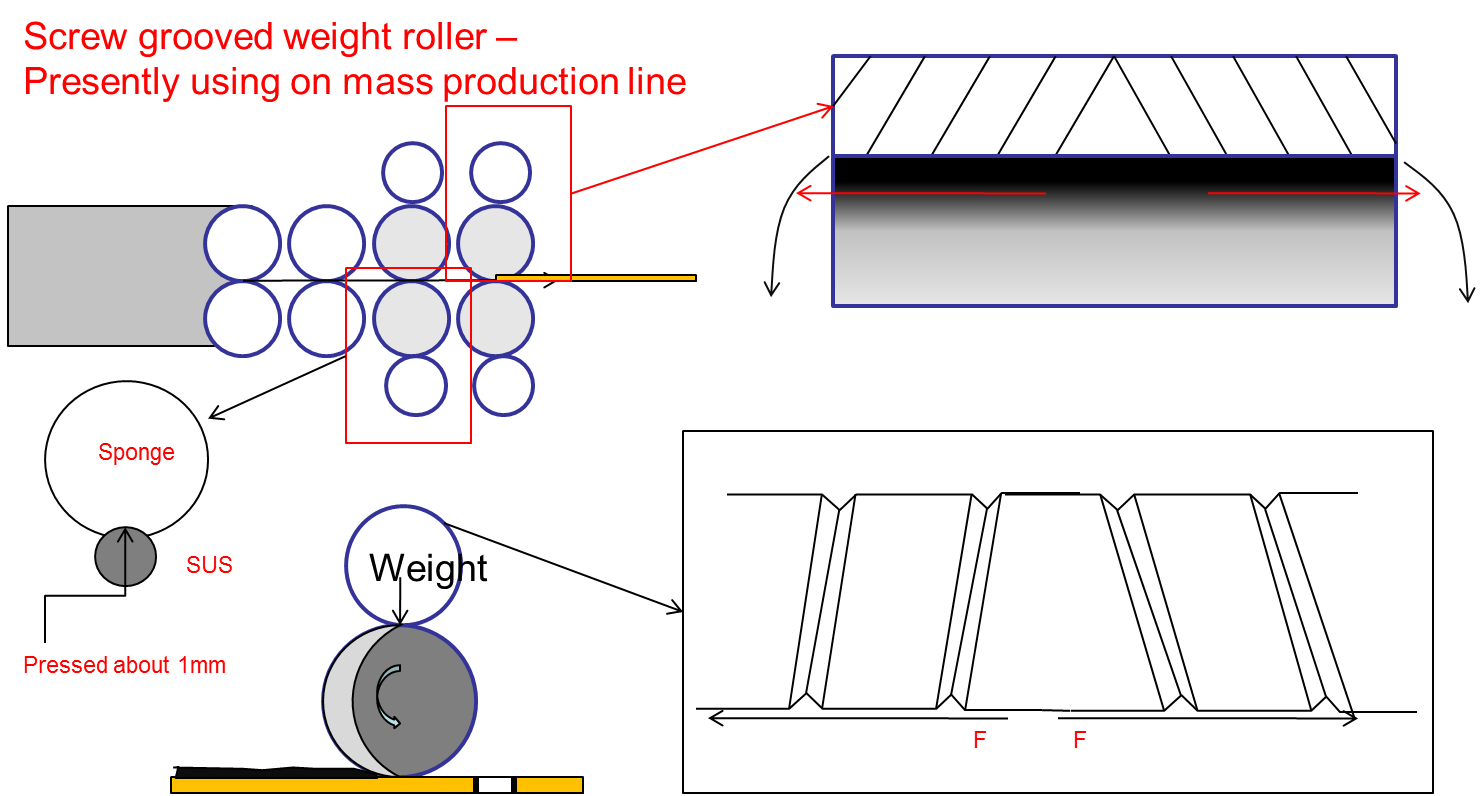 Screw grooved weight roller –
Presently using on mass production line
Sponge
SUS
Pressed about 1mm
Weight
F
F